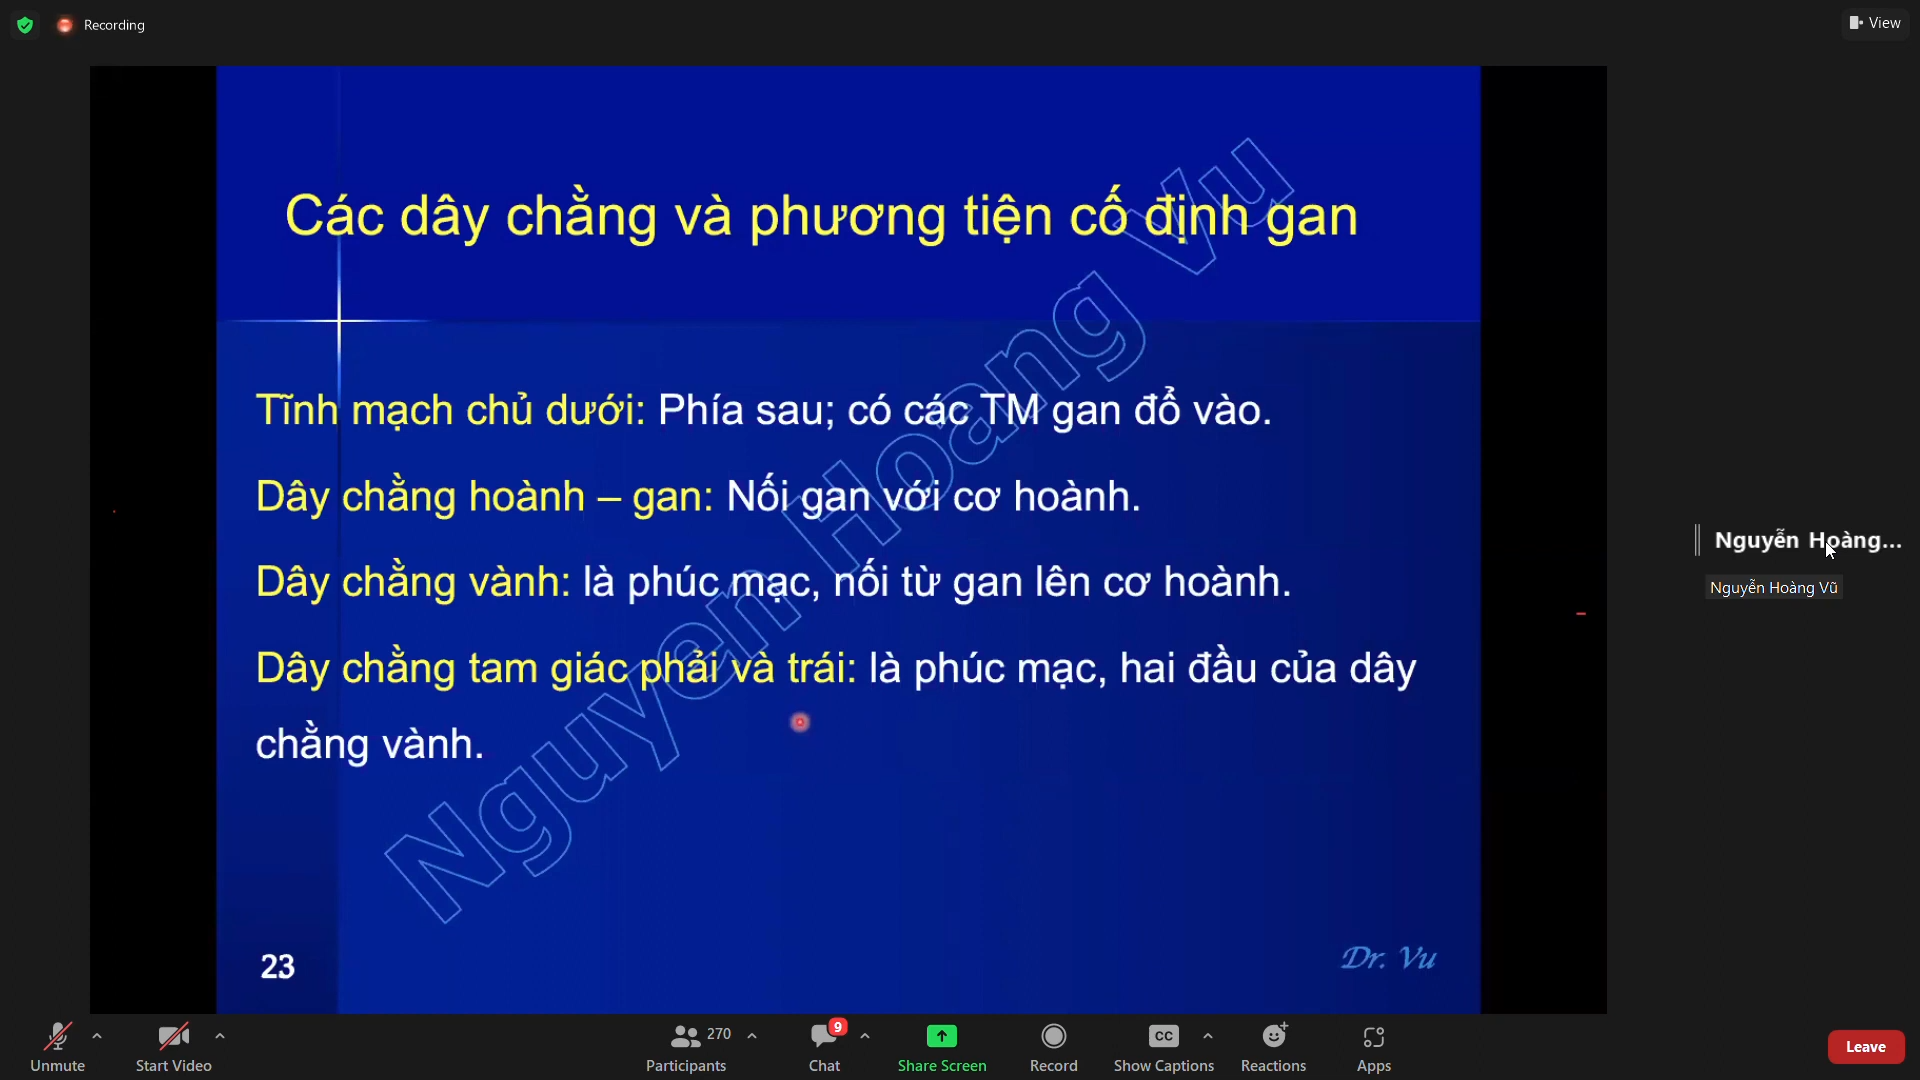 Recording
View
Các dây chằng và phương tiện cố định gan
Tĩnh mạch chủ dưới: Phía sau; có các TM gan đổ vào.
Dây chằng hoành – gan: Nối gan với cơ hoành.
Dây chằng vành: là phúc mạc, nối từ gan lên cơ hoành.
Dây chằng tam giác phải và trái: là phúc mạc, hai đầu của dây
chằng vành.
Nguyen Hoang Vu
23
Dr. Vu
Nguyễn Hoàng...
Nguyễn Hoàng Vũ
Unmute
Start Video
270
Participants
9
Chat
Share Screen
Record
CC
Show Captions
Reactions
Apps
Leave